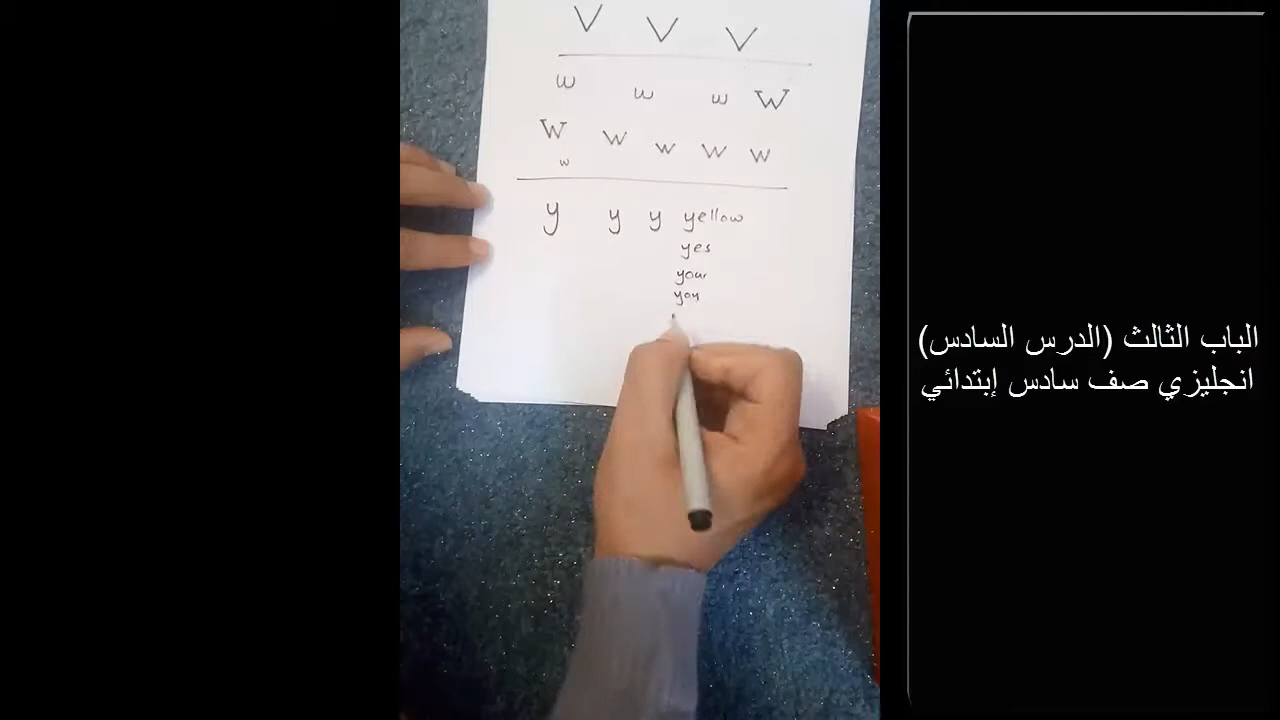 V V V
w w w W
W w w w w
w
y y y yellow
yes
your
you
الباب الثالث (الدرس السادس)
انجليزي صف سادس إبتدائي